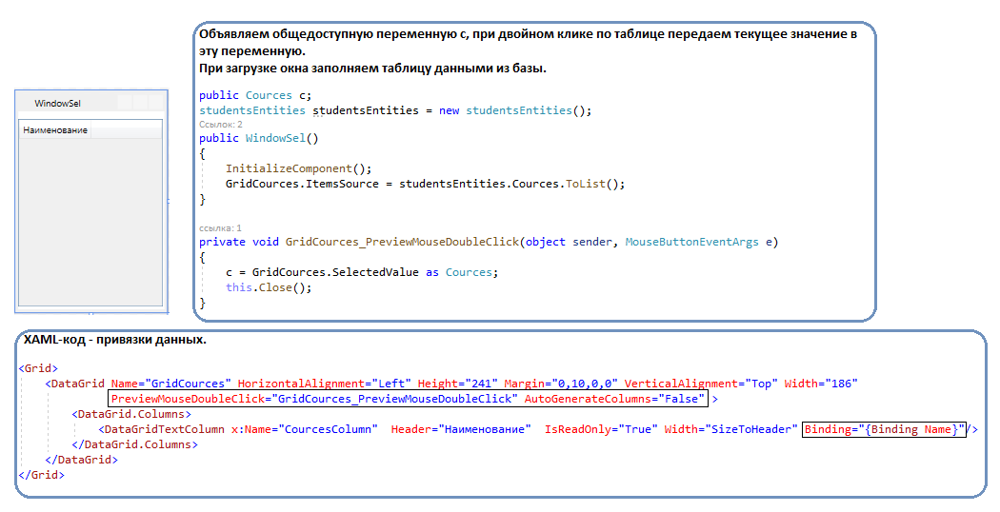 Объявляем общедоступную переменную c, при двойном клике по таблице передаем текущее значение в
эту переменную.
При загрузке окна заполняем таблицу данными из базы.
WindowSel
Наименование
public Cources c;
studentsEntities studentsEntities = new studentsEntities();
Ссылок: 2
public WindowSel()
{
InitializeComponent();
GridCources.ItemsSource = studentsEntities.Cources.ToList();
}
ссылка: 1
private void GridCources_PreviewMouseDoubleClick(object sender, MouseButtonEventArgs e)
{
c = GridCources.SelectedValue as Cources;
this.Close();
}
XAML-код - привязки данных.
<Grid>
<DataGrid Name="GridCources" HorizontalAlignment="Left" Height="241" Margin="0,10,0,0" VerticalAlignment="Top" Width="186"
PreviewMouseDoubleClick="GridCources_PreviewMouseDoubleClick" AutoGenerateColumns="False" >
<DataGrid.Columns>
<DataGridTextColumn x:Name="CourcesColumn" Header="Наименование" IsReadOnly="True" Width="SizeToHeader" Binding="{Binding Name}"/>
</DataGrid.Columns>
</DataGrid>
</Grid>